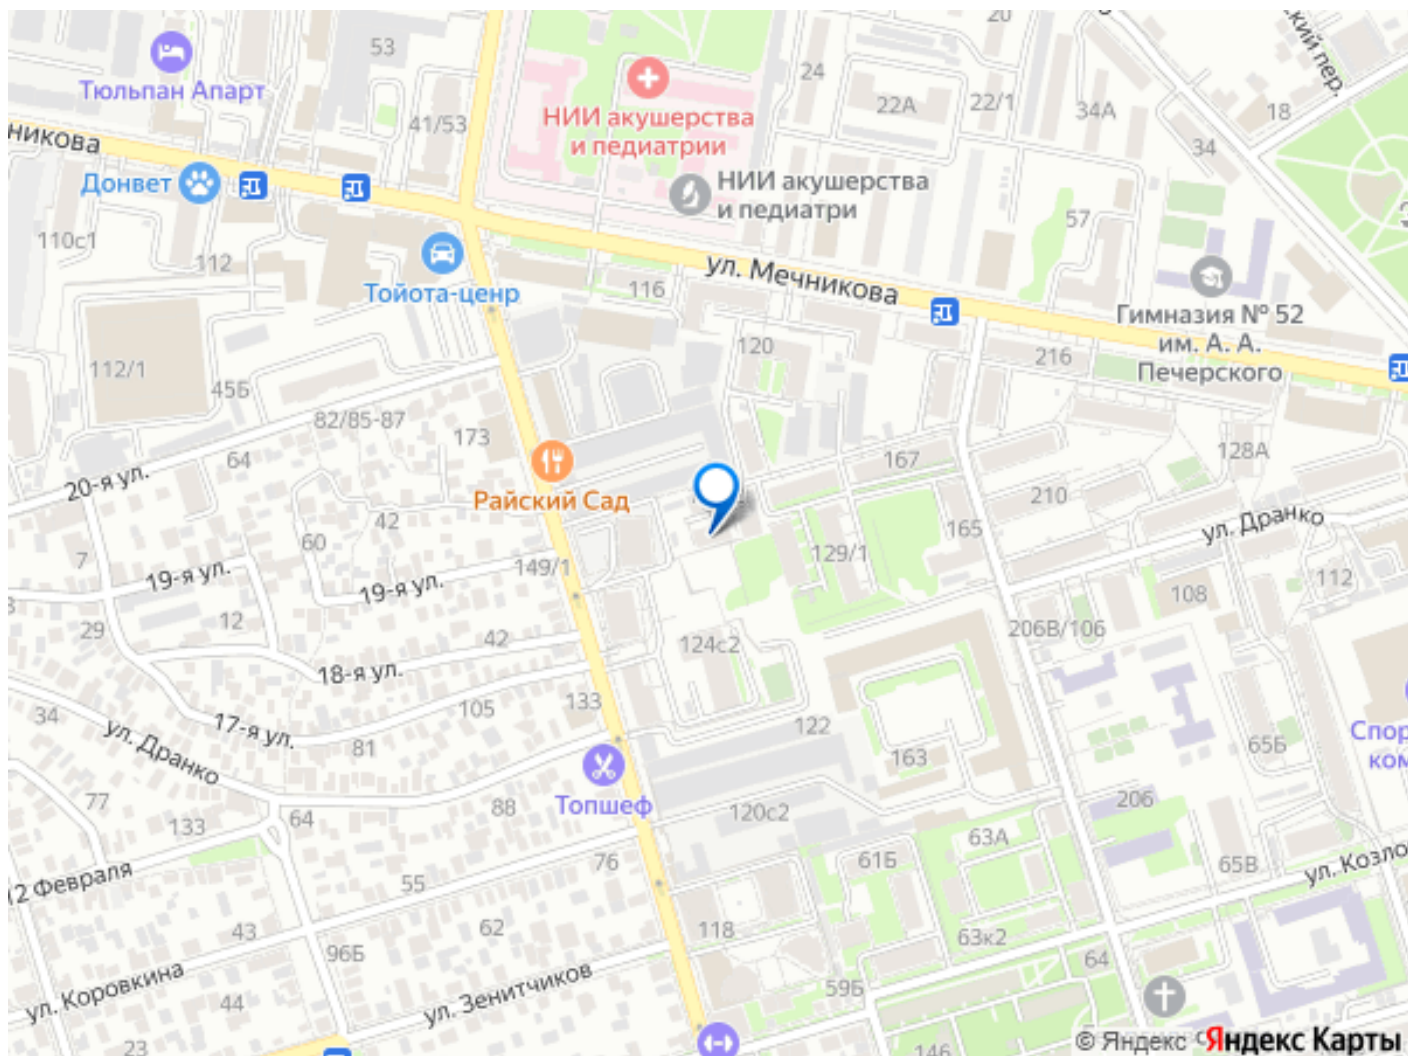 53
20
Тюльпан Апарт
24
22А
22/1
34А
18
ский пер.
НИИ акушерства
и педиатрии
41/53
34
никова
Донвет
НИИ акушерства
и педиатри
57
110с1
112
ул. Мечникова
Тойота-ценр
116
Гимназия № 52
им. А. А.
Печерского
120
216
112/1
45Б
82/85-87
173
64
128А
167
20-я ул.
Райский Сад
210
42
60
165
ул. Дранко
7
129/1
19-я ул.
149/1
19-я ул.
112
108
12
29
42
124с2
206В/106
18-я ул.
34
105
133
17-я ул.
122
65Б
Спор
ком
81
ул. Дранко
163
77
88
Топшеф
206
133
64
120с2
63А
61Б
76
65В
ул. Козло
12 Февраля
55
62
118
43
63к2
96Б
64
ул. Коровкина
44
ул. Зенитчиков
59Б
23
146
© Яндекс
Яндекс Карты